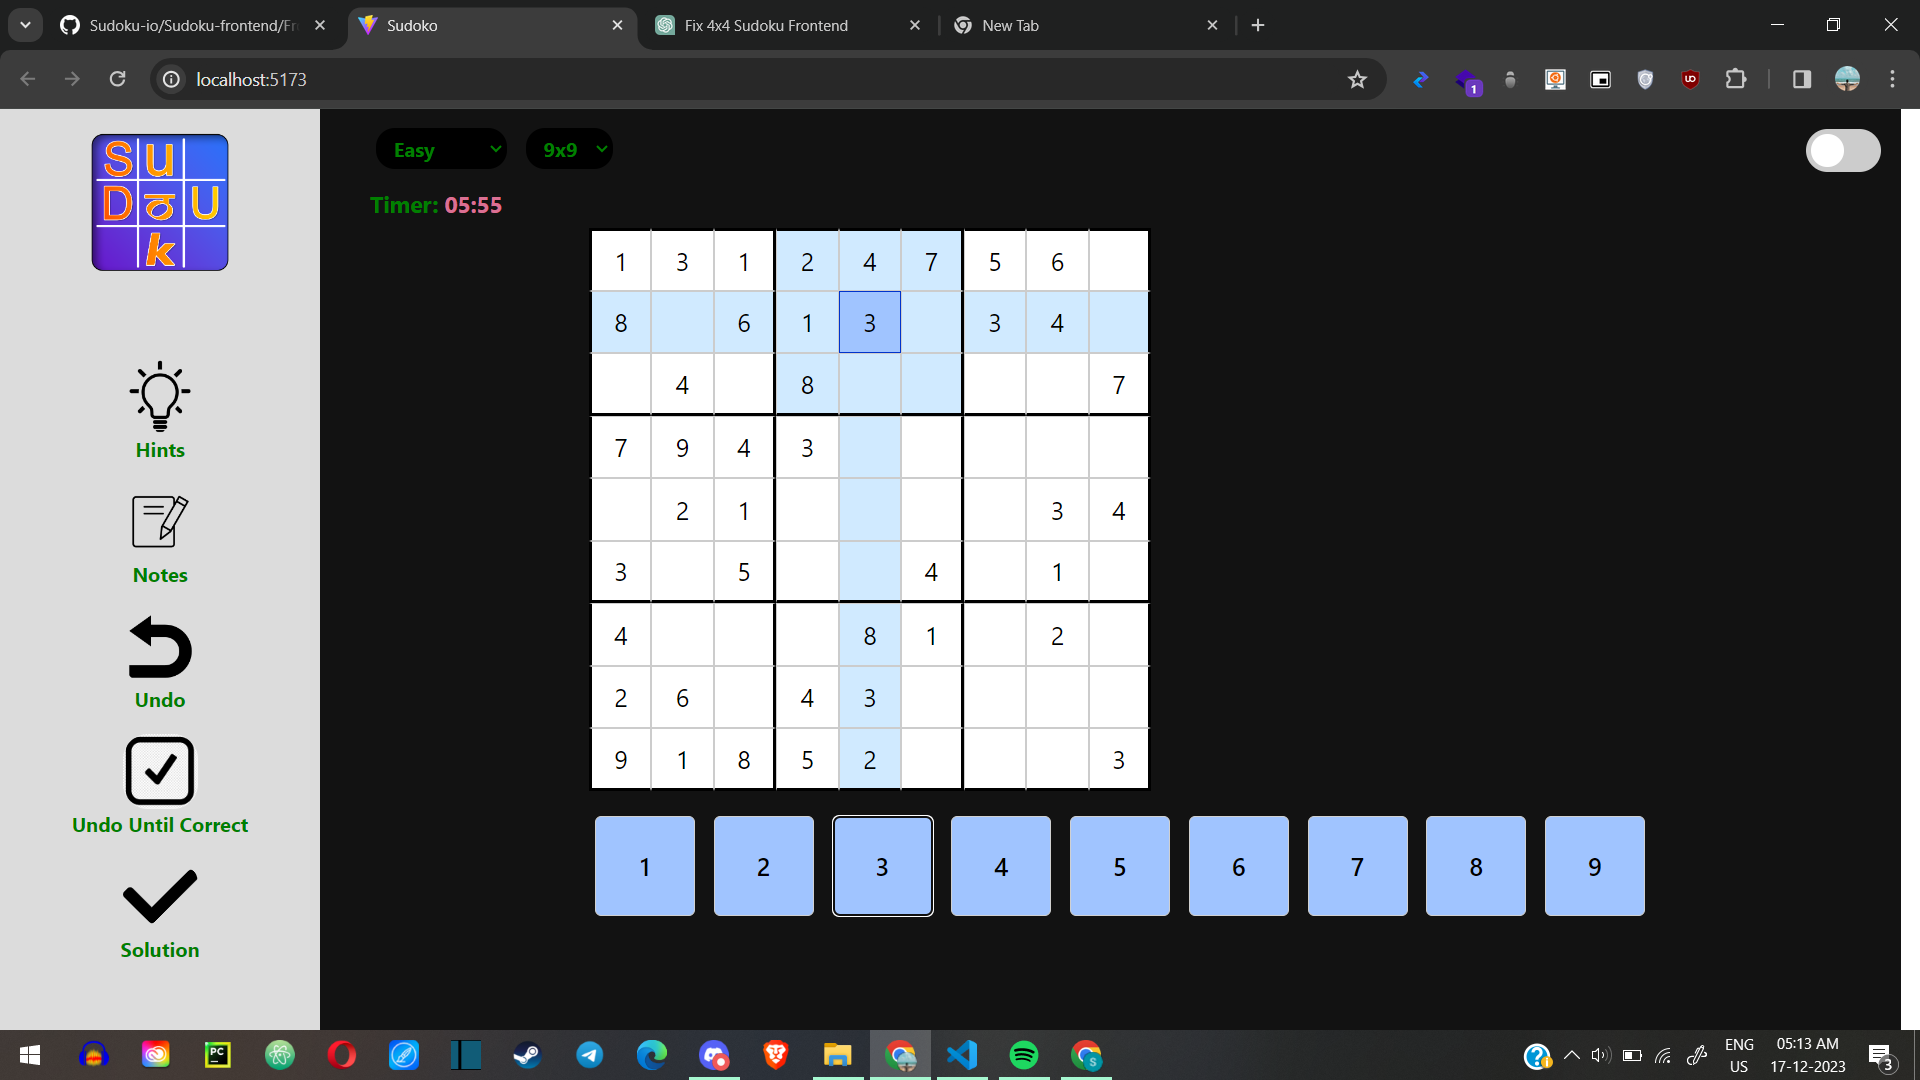 Sudoku-io/Sudoku-frontend/Fr
Sudoko
Fix 4x4 Sudoku Frontend
New Tab
localhost:5173
1
Su
DठU
k
Easy
9x9
Timer: 05:55
1 3 1 2 4 7 5 6
8 6 1 3 3 4
4 8 7
7 9 4 3
2 1 3 4
3 5 4 1
4 8 1 2
2 6 4 3
9 1 8 5 2 3
1 2 3 4 5 6 7 8 9
Hints
Notes
Undo
Undo Until Correct
Solution
PC
S
ENG
US
05:13 AM
17-12-2023
3